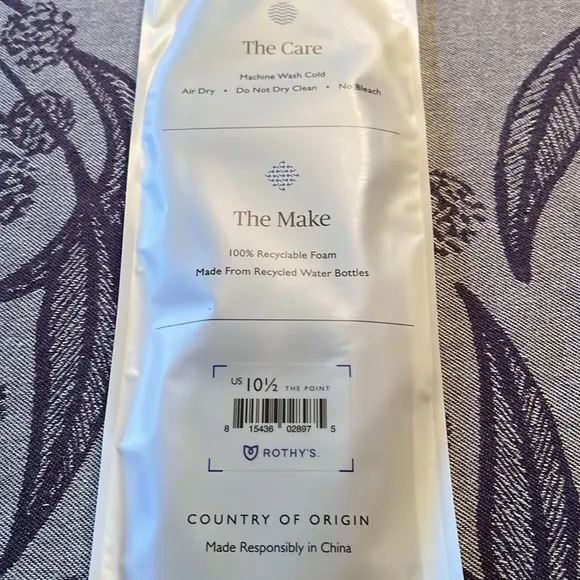 The Care
Machine Wash Cold
Air Dry • Do Not Dry Clean • No Bleach
The Make
100% Recyclable Foam
Made From Recycled Water Bottles
US 10½ THE POINT
8 15436 02897 5
ROTHY'S.
COUNTRY OF ORIGIN
Made Responsibly in China